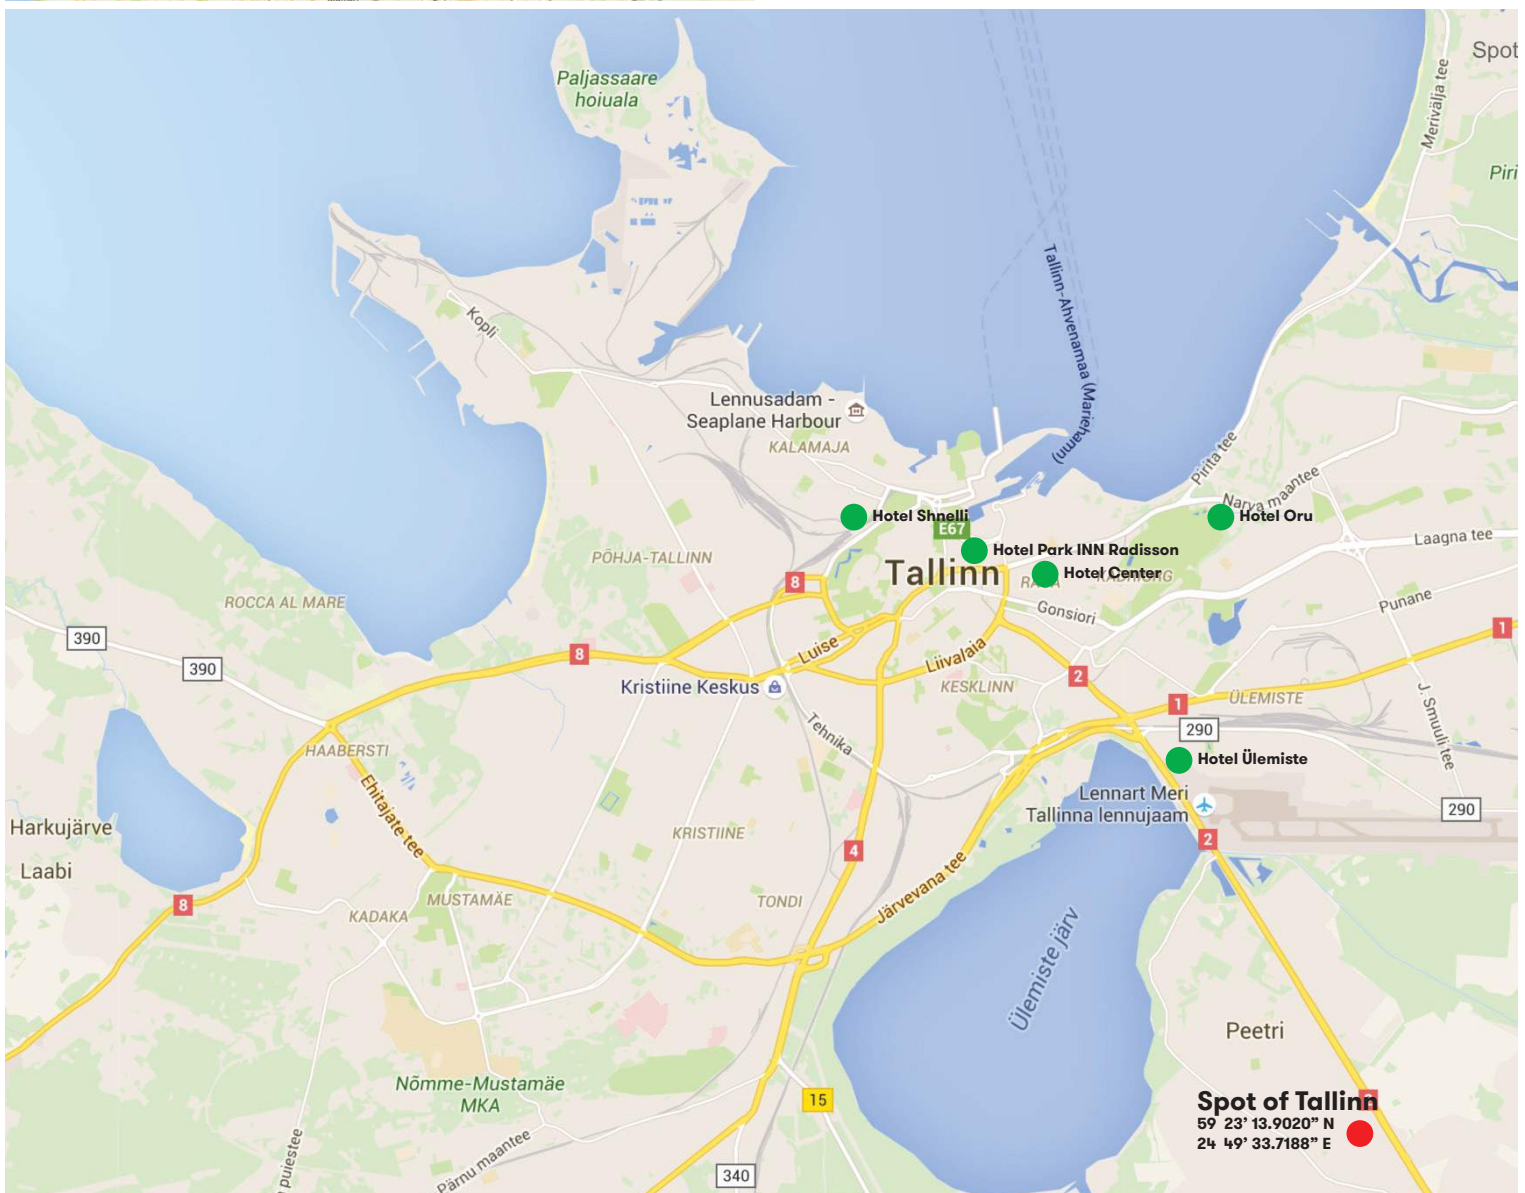 Spot
Merivälja tee
Piri
Paljassaare
hoiuala
Tallinn-Ahvenamaa (Mariehamn)
Kopli
Lennusadam -
Seaplane Harbour
KALAMAJA
Pirita tee
Narva maantee
Hotel Shnelli
Hotel Oru
E67
Laagna tee
Hotel Park INN Radisson
PÕHJA-TALLINN
Tallinn
Hotel Center
KADRIORG
8
ROCCA AL MARE
Gonsiori
Punane
390
1
390
8
Luise
Liivalaia
2
Kristiine Keskus
KESKLINN
1
ÜLEMISTE
J. Smuuli tee
290
Tehnika
HAABERSTI
Hotel Ülemiste
Ehitajate tee
Lennart Meri
Tallinna lennujaam
290
Harkujärve
KRISTIINE
2
4
Laabi
Järvevana tee
MUSTAMÄE
TONDI
8
KADAKA
Ülemiste järv
Peetri
Nõmme-Mustamäe
MKA
15
Spot of Tallinn
59 23' 13.9020” N
24 49' 33.7188” E
puiestee
Pärnu maantee
340